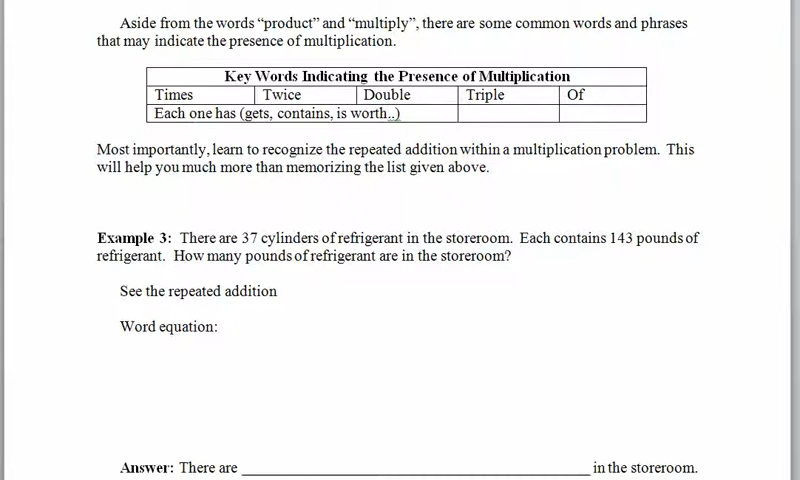 Aside from the words “product” and “multiply”, there are some common words and phrases
that may indicate the presence of multiplication.
Key Words Indicating the Presence of Multiplication
Times Twice Double Triple Of
Each one has (gets, contains, is worth..)
Most importantly, learn to recognize the repeated addition within a multiplication problem. This
will help you much more than memorizing the list given above.
Example 3: There are 37 cylinders of refrigerant in the storeroom. Each contains 143 pounds of
refrigerant. How many pounds of refrigerant are in the storeroom?
See the repeated addition
Word equation:
Answer: There are ______________________________________________ in the storeroom.